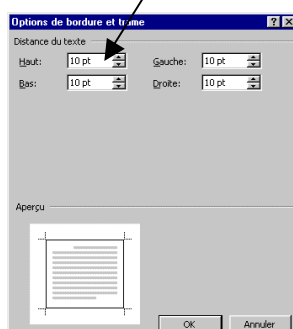 Options de bordure et trame
Distance du texte
Haut: 10 pt Gauche: 10 pt
Bas: 10 pt Droite: 10 pt
Aperçu
OK Annuler